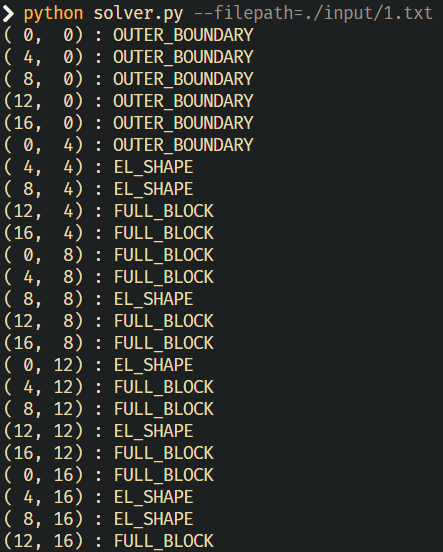 ❯ python solver.py --filepath=./input/1.txt
( 0,  0) : OUTER_BOUNDARY
( 4,  0) : OUTER_BOUNDARY
( 8,  0) : OUTER_BOUNDARY
(12,  0) : OUTER_BOUNDARY
(16,  0) : OUTER_BOUNDARY
( 0,  4) : OUTER_BOUNDARY
( 4,  4) : EL_SHAPE
( 8,  4) : EL_SHAPE
(12,  4) : FULL_BLOCK
(16,  4) : FULL_BLOCK
( 0,  8) : FULL_BLOCK
( 4,  8) : FULL_BLOCK
( 8,  8) : EL_SHAPE
(12,  8) : FULL_BLOCK
(16,  8) : FULL_BLOCK
( 0, 12) : EL_SHAPE
( 4, 12) : FULL_BLOCK
( 8, 12) : FULL_BLOCK
(12, 12) : EL_SHAPE
(16, 12) : FULL_BLOCK
( 0, 16) : FULL_BLOCK
( 4, 16) : EL_SHAPE
( 8, 16) : EL_SHAPE
(12, 16) : FULL_BLOCK